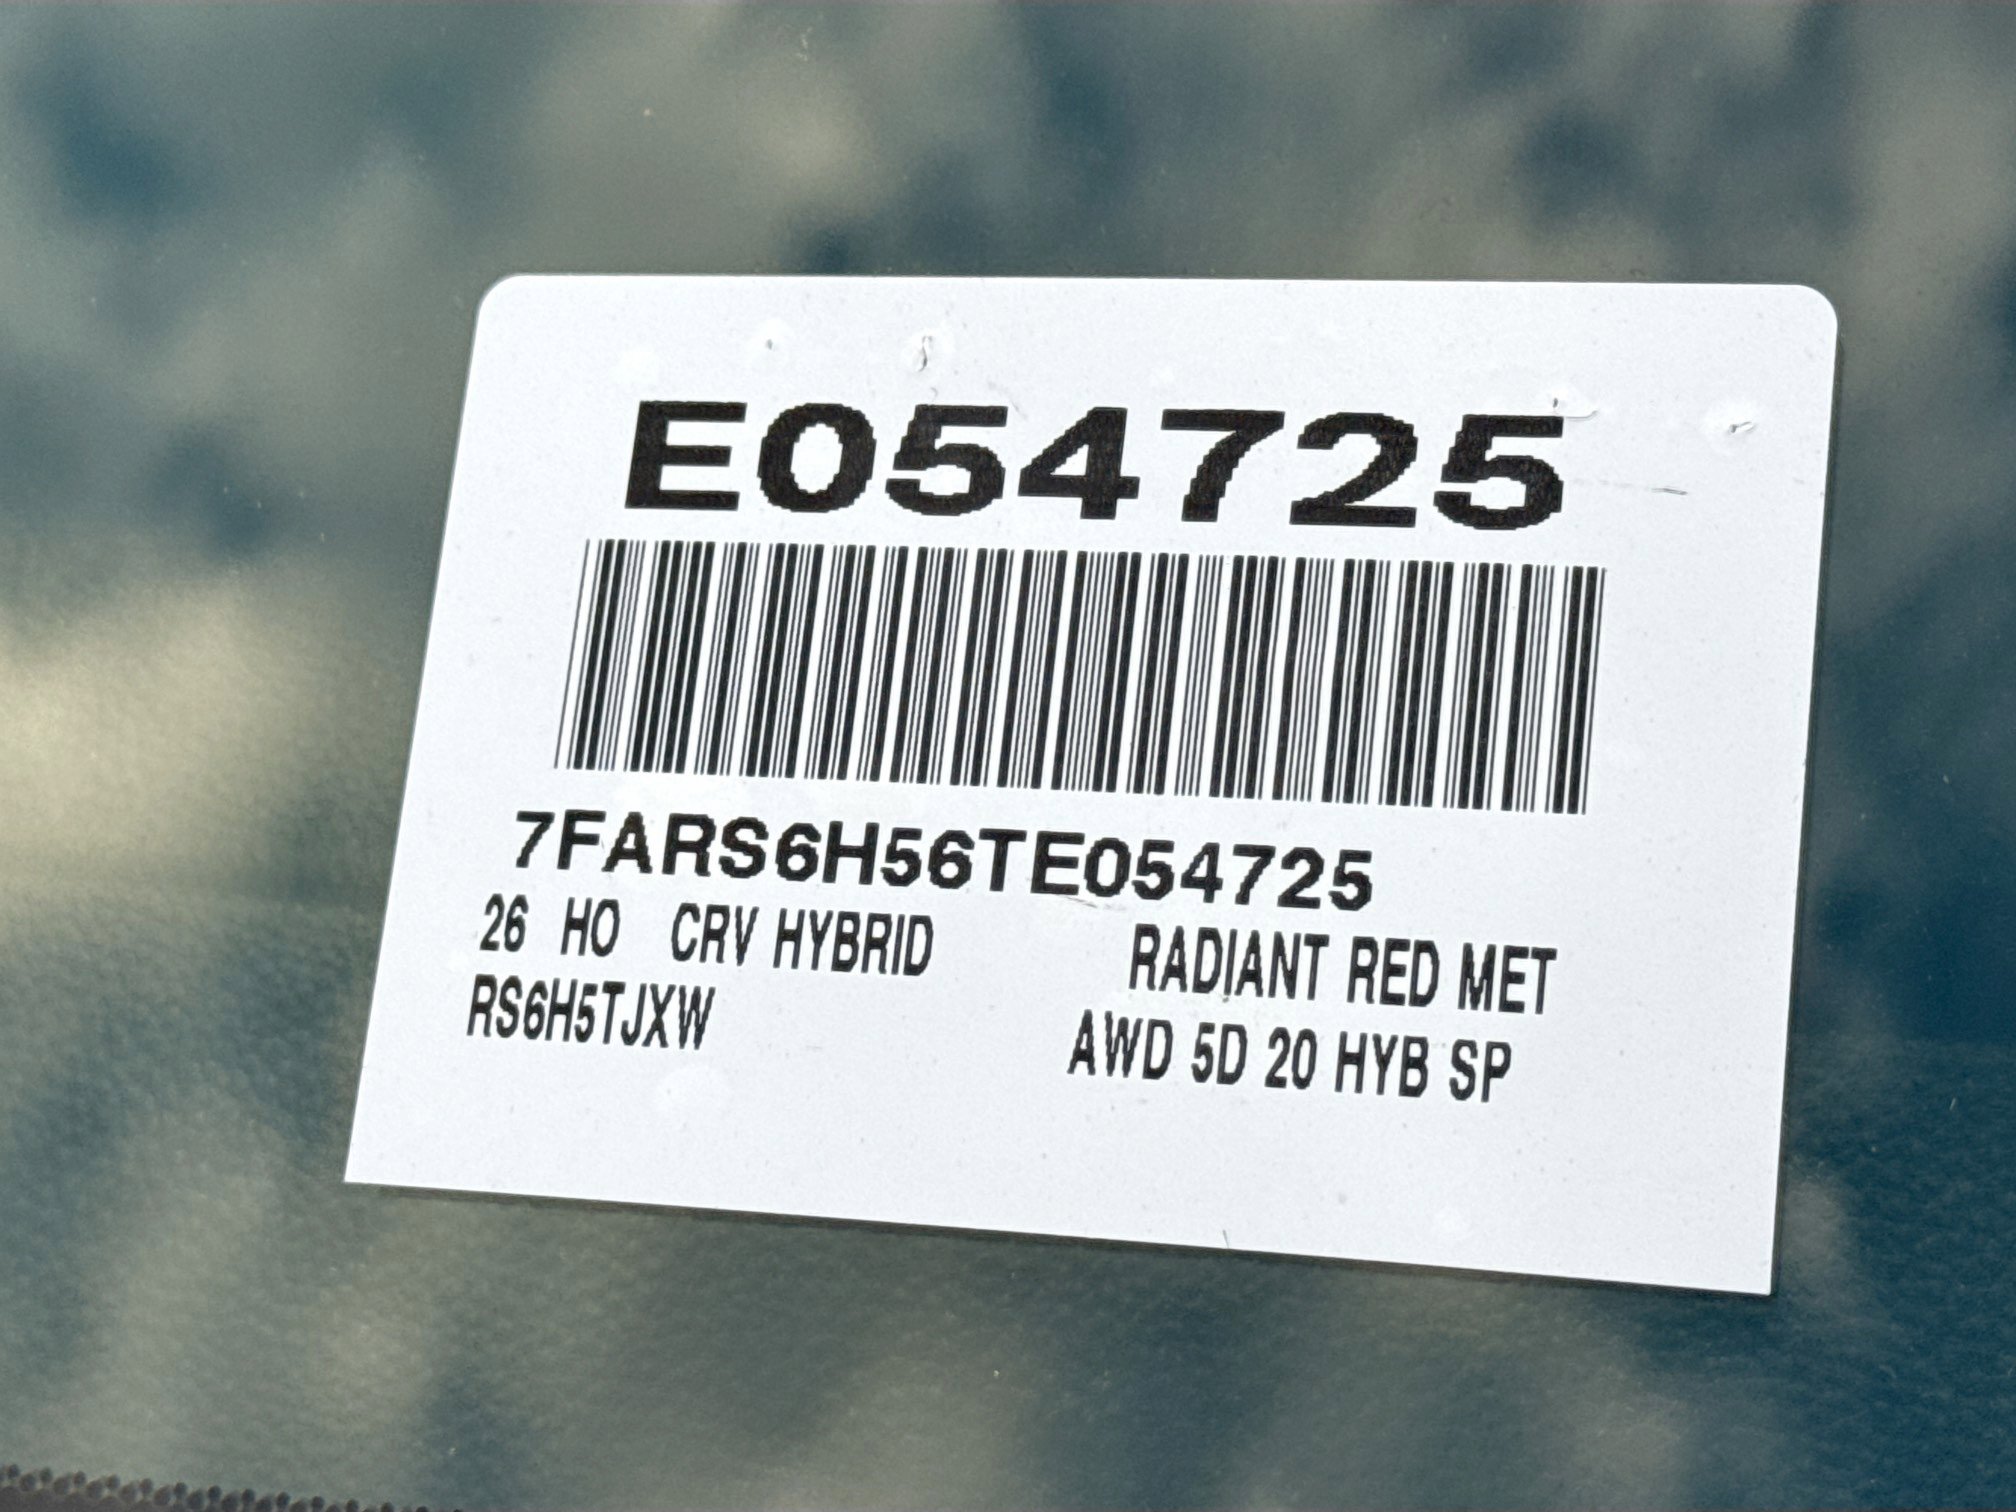 E054725
7FARS6H56TE054725
26 HO CRV HYBRID RADIANT RED MET
RS6H5TJXW AWD 5D 20 HYB SP